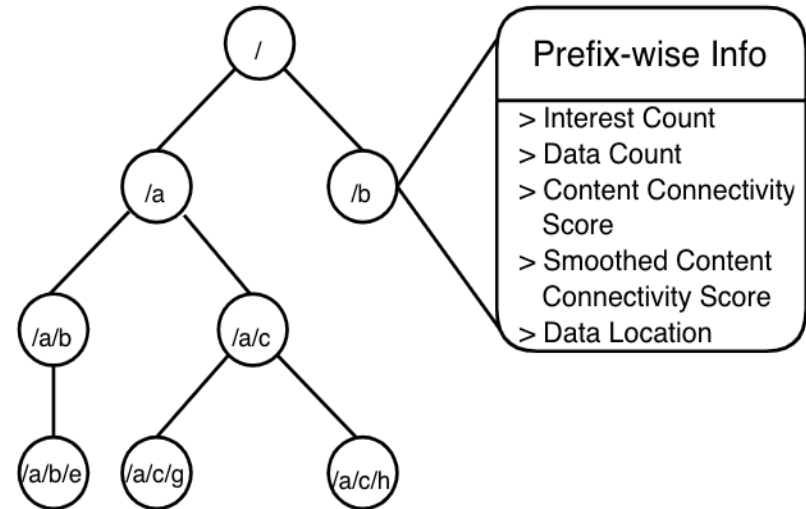 /
Prefix-wise Info
> Interest Count
> Data Count
> Content Connectivity
Score
> Smoothed Content
Connectivity Score
> Data Location
/a
/b
/a/b
/a/c
/a/b/e
/a/c/g
/a/c/h